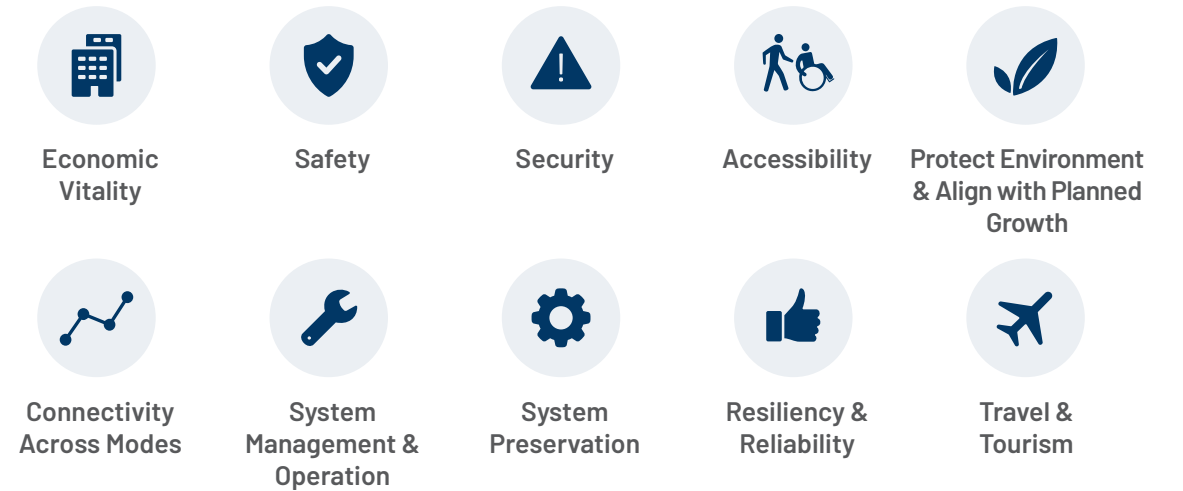 Economic
Vitality
Safety
Security
Accessibility
Protect Environment
& Align with Planned
Growth
Connectivity
Across Modes
System
Management &
Operation
System
Preservation
Resiliency &
Reliability
Travel &
Tourism